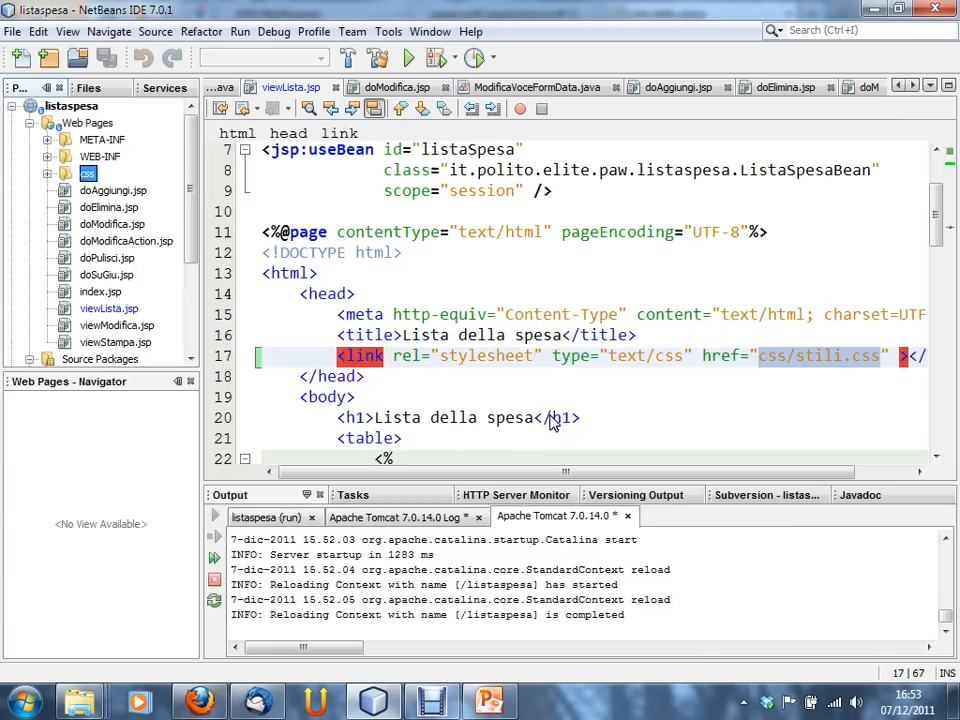 listaspesa - NetBeans IDE 7.0.1
File Edit View Navigate Source Refactor Run Debug Profile Team Tools Window Help
Search (Ctrl+I)
P... Files Services
...ava viewLista.jsp doModifica.jsp ModificaVoceFormData.java doAggiungi.jsp doElimina.jsp doM
listaspesa
Web Pages
META-INF
WEB-INF
css
doAggiungi.jsp
doElimina.jsp
doModifica.jsp
doModificaAction.jsp
doPulisci.jsp
doSuGiu.jsp
index.jsp
viewLista.jsp
viewModifica.jsp
viewStampa.jsp
Source Packages
html head link
7 <jsp:useBean id="listaSpesa"
8 class="it.polito.elite.paw.listaspesa.ListaSpesaBean"
9 scope="session" />
10
11 <%@page contentType="text/html" pageEncoding="UTF-8"%>
12 <!DOCTYPE html>
13 <html>
14 <head>
15 <meta http-equiv="Content-Type" content="text/html; charset=UTF
16 <title>Lista della spesa</title>
17 <link rel="stylesheet" type="text/css" href="css/stili.css" ></
18 </head>
19 <body>
20 <h1>Lista della spesa</h1>
21 <table>
22 <%
Web Pages - Navigator
<No View Available>
Output Tasks HTTP Server Monitor Versioning Output Subversion - listas... Javadoc
listaspesa (run) Apache Tomcat 7.0.14.0 Log * Apache Tomcat 7.0.14.0 *
7-dic-2011 15.52.03 org.apache.catalina.startup.Catalina start
INFO: Server startup in 1283 ms
7-dic-2011 15.52.04 org.apache.catalina.core.StandardContext reload
INFO: Reloading Context with name [/listaspesa] has started
7-dic-2011 15.52.05 org.apache.catalina.core.StandardContext reload
INFO: Reloading Context with name [/listaspesa] is completed
17 | 67 INS
16:53
07/12/2011